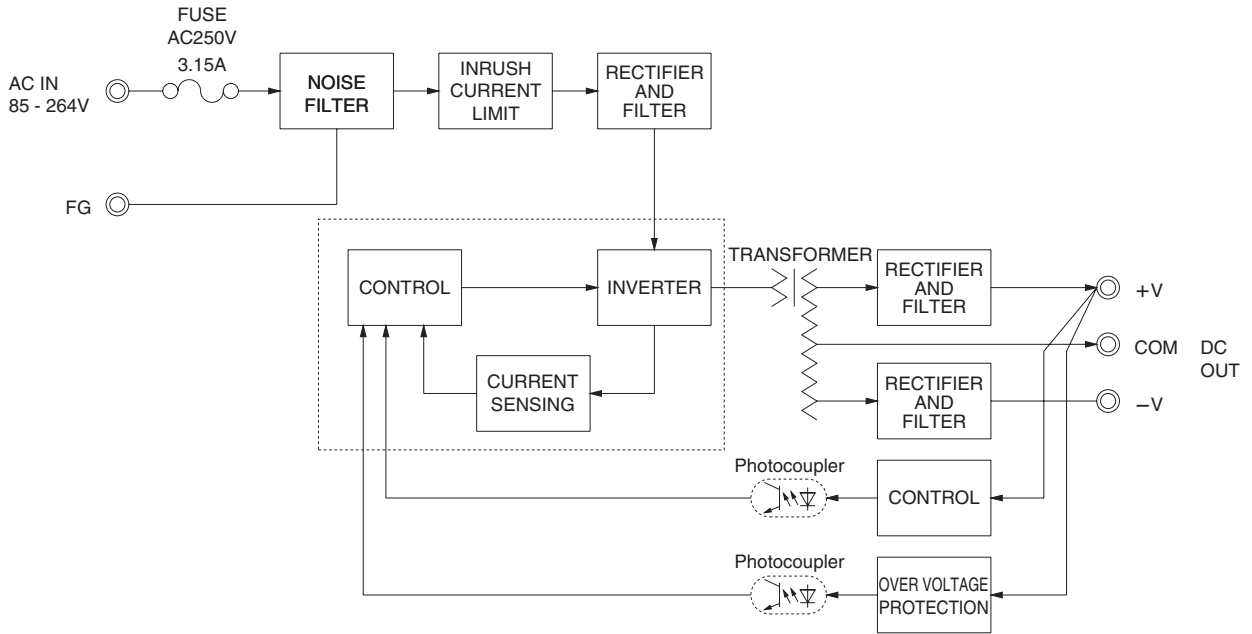 FUSE
AC250V
3.15A
AC IN
85 - 264V
NOISE
FILTER
INRUSH
CURRENT
LIMIT
RECTIFIER
AND
FILTER
FG
CONTROL
INVERTER
CURRENT
SENSING
TRANSFORMER
RECTIFIER
AND
FILTER
+V
COM
DC
OUT
RECTIFIER
AND
FILTER
−V
Photocoupler
CONTROL
Photocoupler
OVER VOLTAGE
PROTECTION